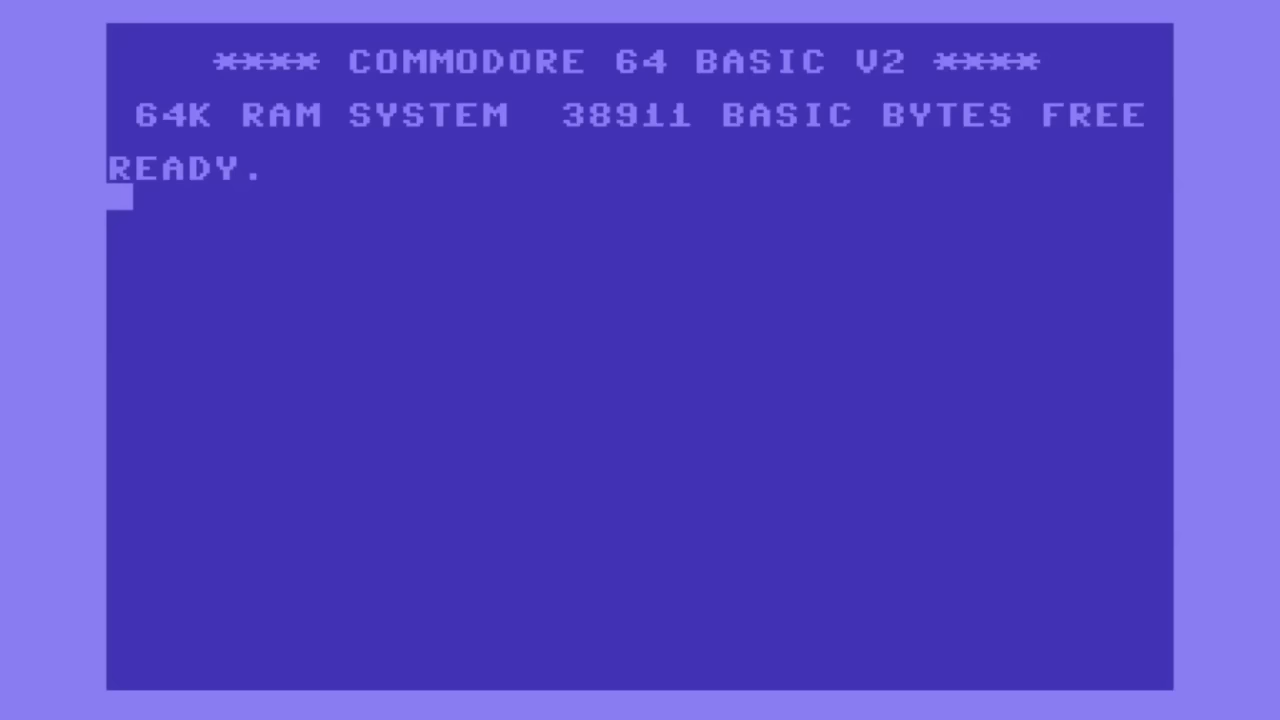 **** COMMODORE 64 BASIC V2 ****
64K RAM SYSTEM  38911 BASIC BYTES FREE
READY.